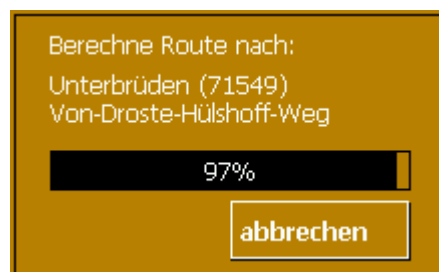 Berechne Route nach:
Unterbrüden (71549)
Von-Droste-Hülshoff-Weg
97%
abbrechen